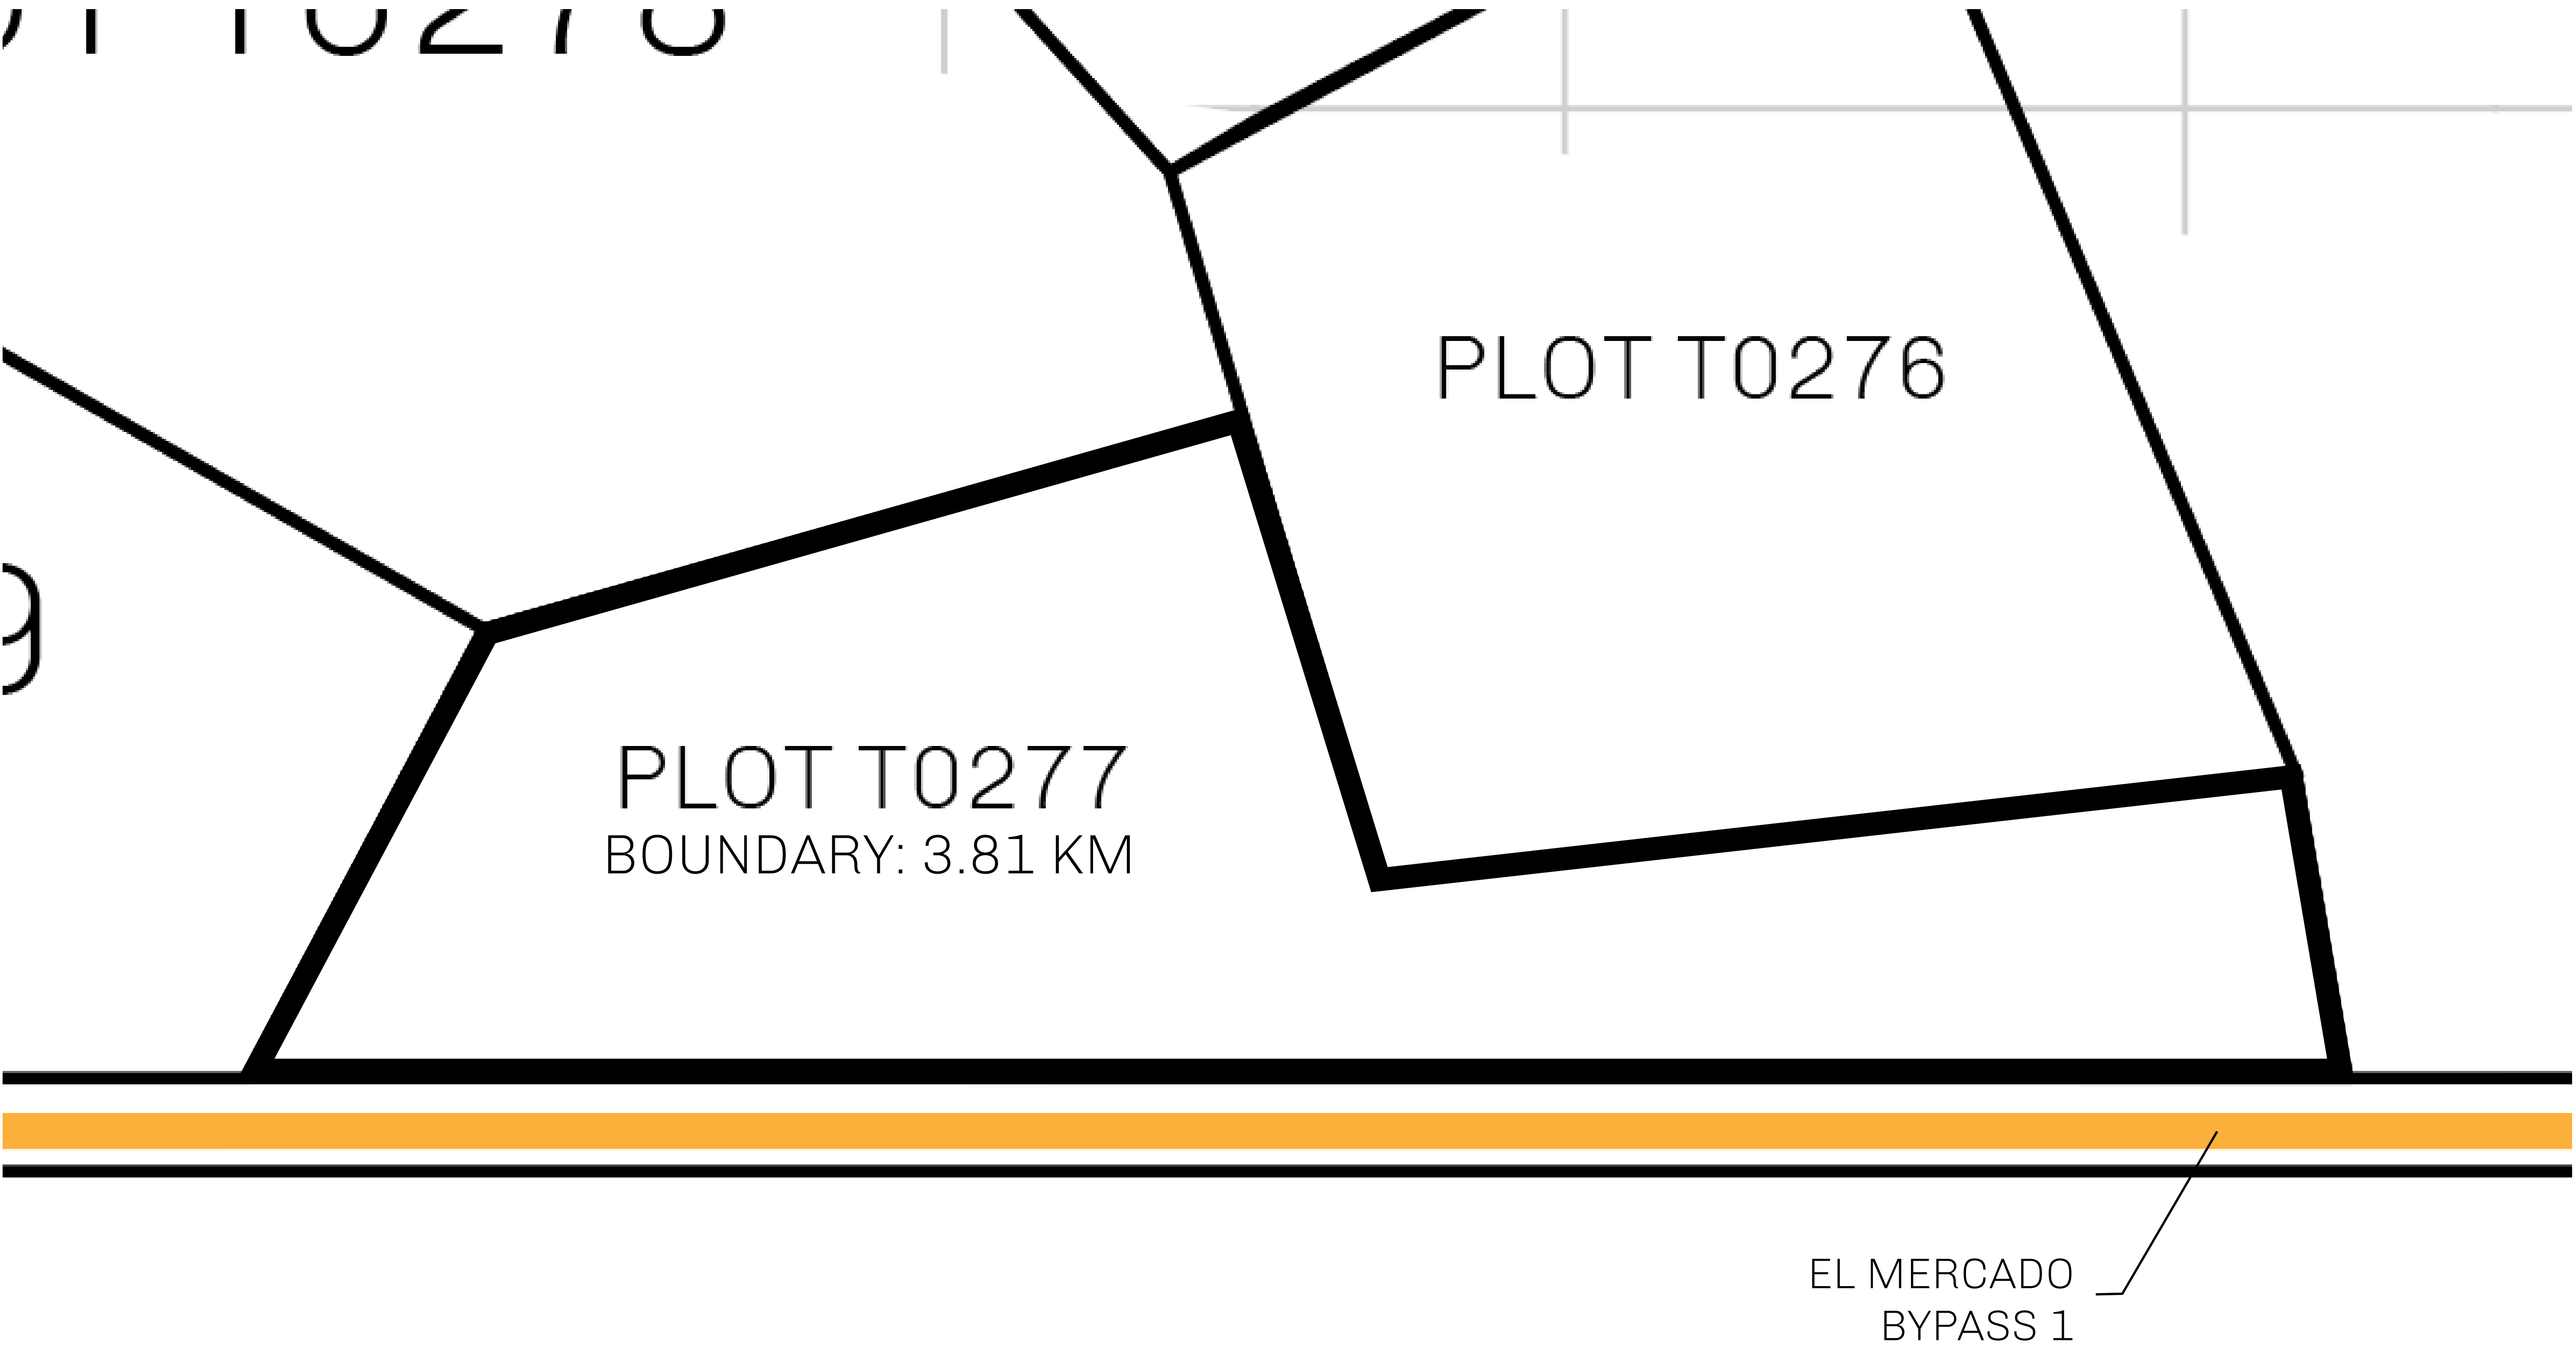 PLOT T0276
PLOT T0277
BOUNDARY: 3.81 KM
EL MERCADO
BYPASS 1